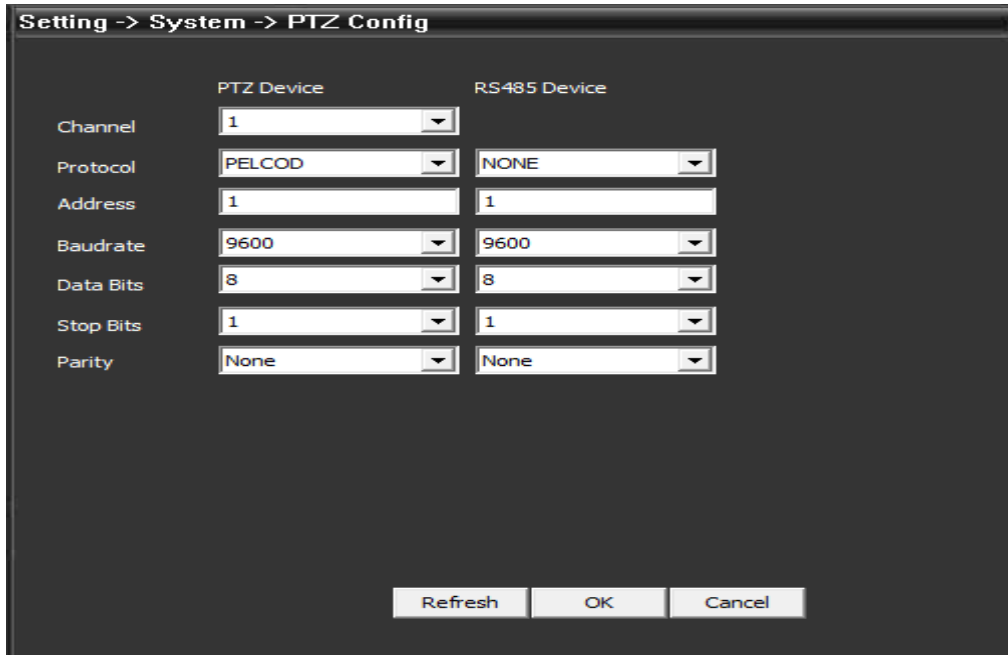 Setting -> System -> PTZ Config
PTZ Device RS485 Device
Channel 1
Protocol PELCOD NONE
Address 1 1
Baudrate 9600 9600
Data Bits 8 8
Stop Bits 1 1
Parity None None
Refresh OK Cancel